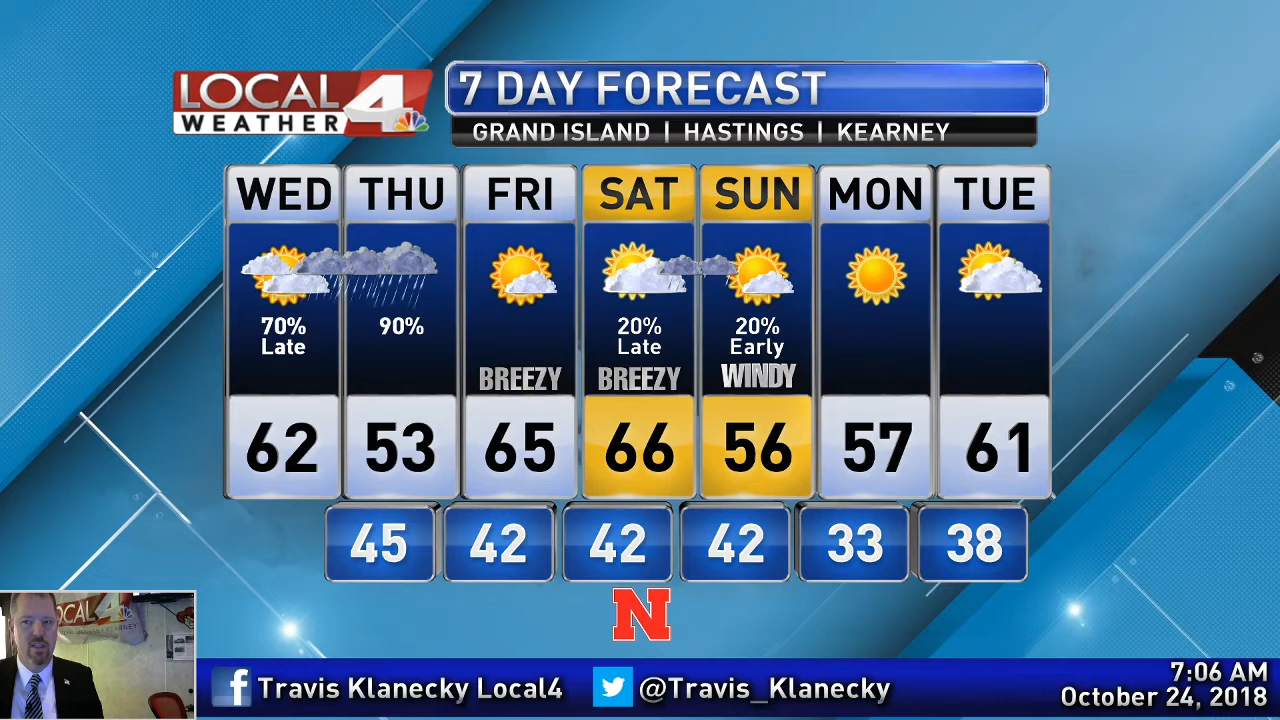 LOCAL 4
WEATHER
7 DAY FORECAST
GRAND ISLAND | HASTINGS | KEARNEY
WED THU FRI SAT SUN MON TUE
70% 90% 20% 20%
Late Late Early
BREEZY BREEZY WINDY
62 53 65 66 56 57 61
45 42 42 42 33 38
N
OCAL 4
f Travis Klanecky Local4 @Travis_Klanecky
7:06 AM
October 24, 2018